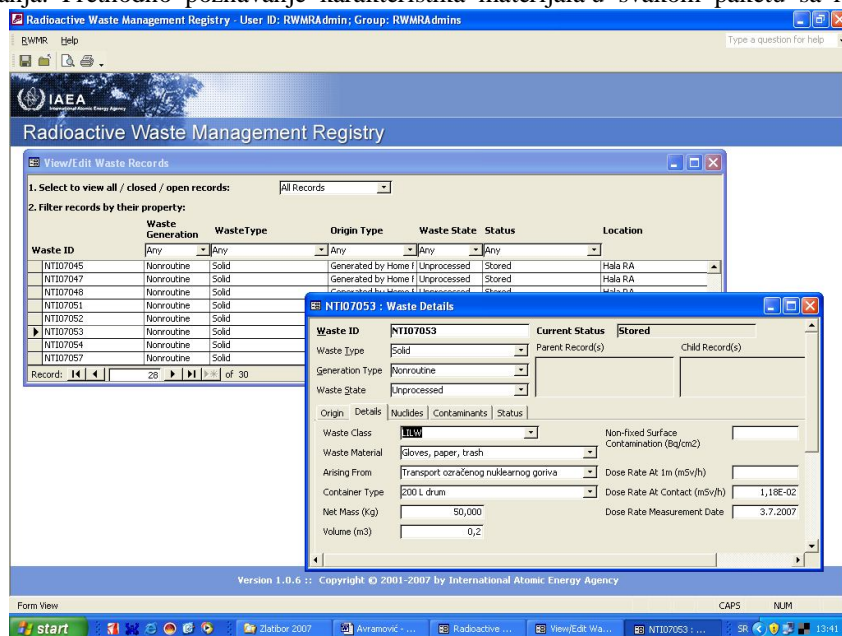 Radioactive Waste Management Registry - User ID: RWMRAdmin; Group: RWMRAdmins
RWMR Help
Type a question for help
IAEA
International Atomic Energy Agency
Radioactive Waste Management Registry
View/Edit Waste Records
1. Select to view all / closed / open records: All Records
2. Filter records by their property:
Waste ID Waste Generation WasteType Origin Type Waste State Status Location
Any Any Any Any Any
NTI07045 Nonroutine Solid Generated by Home F Unprocessed Stored Hala RA
NTI07047 Nonroutine Solid Generated by Home F Unprocessed Stored Hala RA
NTI07048 Nonroutine Solid
NTI07051 Nonroutine Solid
NTI07052 Nonroutine Solid
NTI07053 Nonroutine Solid
NTI07054 Nonroutine Solid
NTI07057 Nonroutine Solid
Record: 28 of 30
NTI07053 : Waste Details
Waste ID NTI07053 Current Status Stored
Waste Type Solid Parent Record(s) Child Record(s)
Generation Type Nonroutine
Waste State Unprocessed
Origin Details Nuclides Contaminants Status
Waste Class LILW Non-fixed Surface Contamination (Bq/cm2)
Waste Material Gloves, paper, trash
Arising From Transport ozračenog nuklearnog goriva Dose Rate At 1m (mSv/h)
Container Type 200 L drum Dose Rate At Contact (mSv/h) 1,18E-02
Net Mass (Kg) 50,000 Dose Rate Measurement Date 3.7.2007
Volume (m3) 0,2
Version 1.0.6 :: Copyright © 2001-2007 by International Atomic Energy Agency
Form View CAPS NUM
start Zlatibor 2007 Avramović - ... Radioactive ... View/Edit Wa... NTI07053 : ... SR 13:41